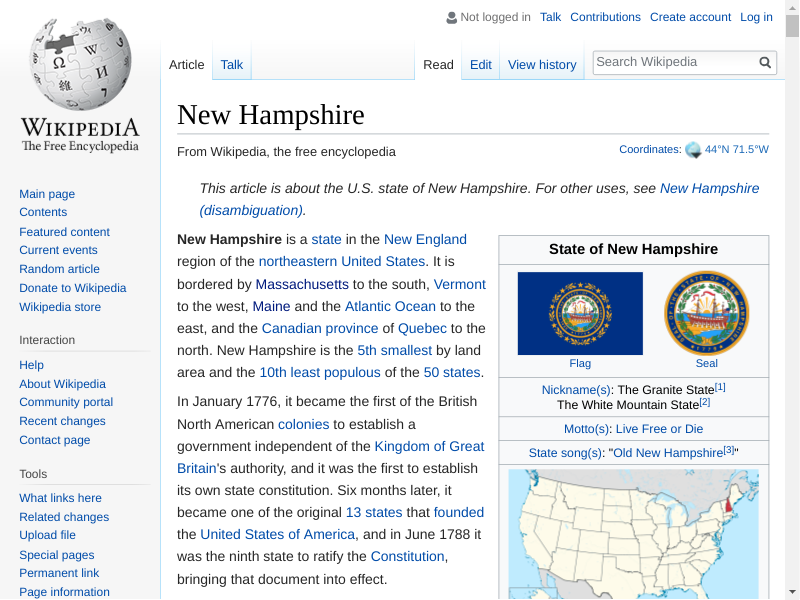 Not logged in Talk Contributions Create account Log in
Article Talk Read Edit View history Search Wikipedia
WIKIPEDIA
The Free Encyclopedia
Main page
Contents
Featured content
Current events
Random article
Donate to Wikipedia
Wikipedia store
Interaction
Help
About Wikipedia
Community portal
Recent changes
Contact page
Tools
What links here
Related changes
Upload file
Special pages
Permanent link
Page information
New Hampshire
From Wikipedia, the free encyclopedia
Coordinates: 44°N 71.5°W
This article is about the U.S. state of New Hampshire. For other uses, see New Hampshire
(disambiguation).
New Hampshire is a state in the New England
region of the northeastern United States. It is
bordered by Massachusetts to the south, Vermont
to the west, Maine and the Atlantic Ocean to the
east, and the Canadian province of Quebec to the
north. New Hampshire is the 5th smallest by land
area and the 10th least populous of the 50 states.
In January 1776, it became the first of the British
North American colonies to establish a
government independent of the Kingdom of Great
Britain's authority, and it was the first to establish
its own state constitution. Six months later, it
became one of the original 13 states that founded
the United States of America, and in June 1788 it
was the ninth state to ratify the Constitution,
bringing that document into effect.
State of New Hampshire
Flag Seal
Nickname(s): The Granite State[1]
The White Mountain State[2]
Motto(s): Live Free or Die
State song(s): "Old New Hampshire[3]"